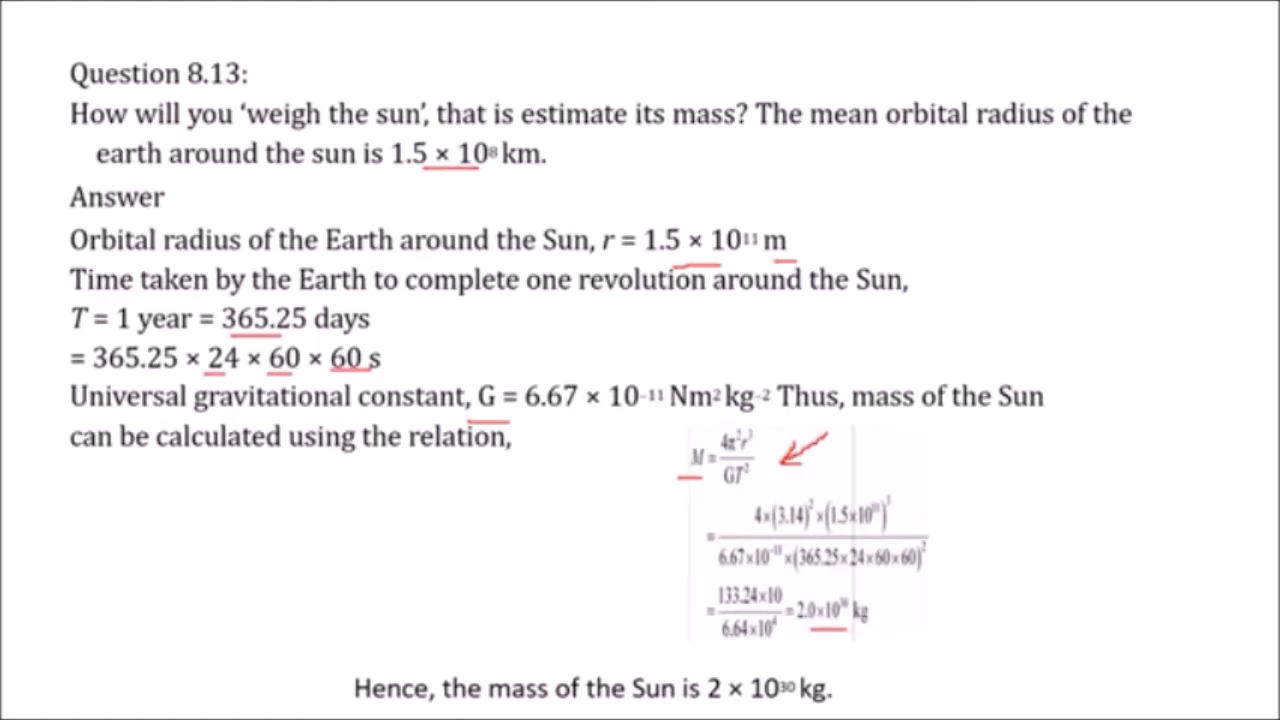 Question 8.13:
How will you ‘weigh the sun’, that is estimate its mass? The mean orbital radius of the
earth around the sun is 1.5 × 10⁸ km.
Answer
Orbital radius of the Earth around the Sun, r = 1.5 × 10¹¹ m
Time taken by the Earth to complete one revolution around the Sun,
T = 1 year = 365.25 days
= 365.25 × 24 × 60 × 60 s
Universal gravitational constant, G = 6.67 × 10⁻¹¹ Nm² kg⁻² Thus, mass of the Sun
can be calculated using the relation,
M = 4π²r³ / GT²
= 4×(3.14)²×(1.5×10¹¹)³ / 6.67×10⁻¹¹×(365.25×24×60×60)²
= 133.24×10 / 6.64×10⁴ = 2.0×10³⁰ kg
Hence, the mass of the Sun is 2 × 10³⁰ kg.